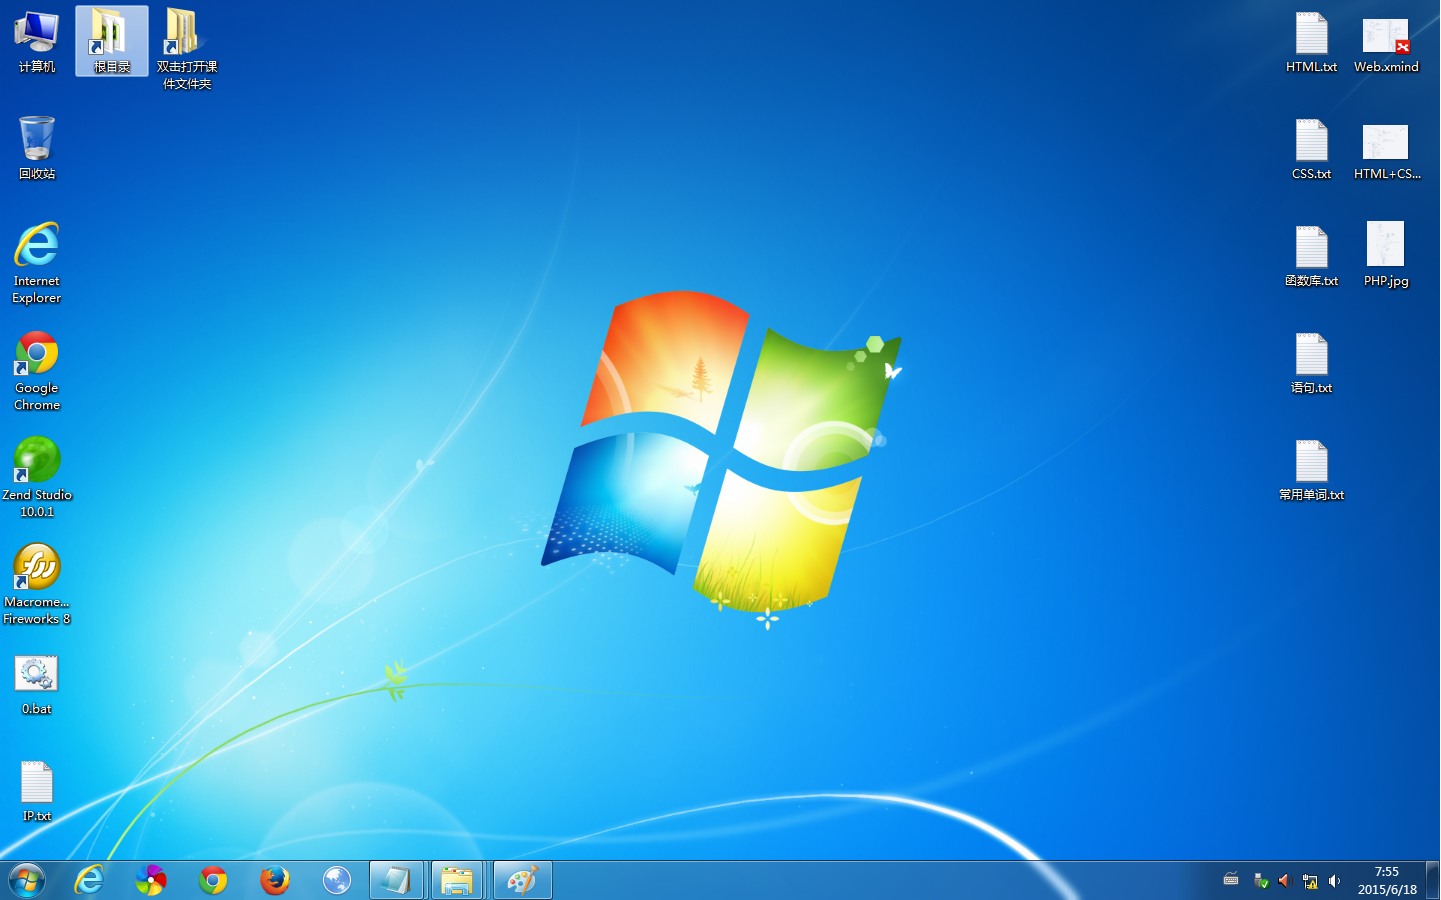 计算机
根目录
双击打开课
件文件夹
HTML.txt
Web.xmind
回收站
CSS.txt
HTML+CS...
Internet
Explorer
函数库.txt
PHP.jpg
Google
Chrome
语句.txt
Zend Studio
10.0.1
常用单词.txt
Macrome...
Fireworks 8
0.bat
IP.txt
7:55
2015/6/18